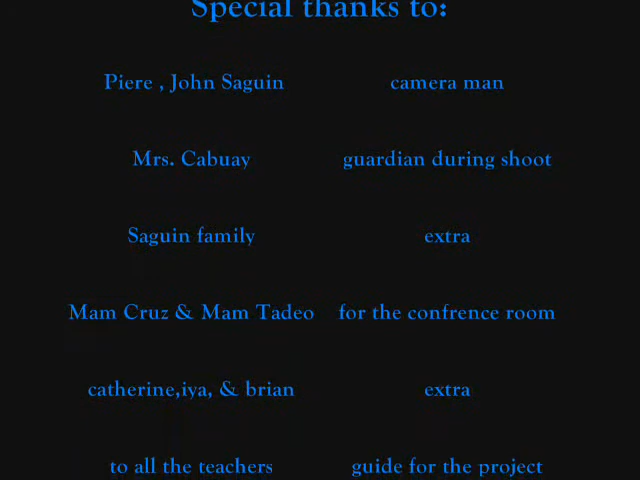 Special thanks to:
Piere , John Saguin camera man
Mrs. Cabuay guardian during shoot
Saguin family extra
Mam Cruz & Mam Tadeo for the confrence room
catherine,iya, & brian extra
to all the teachers guide for the project